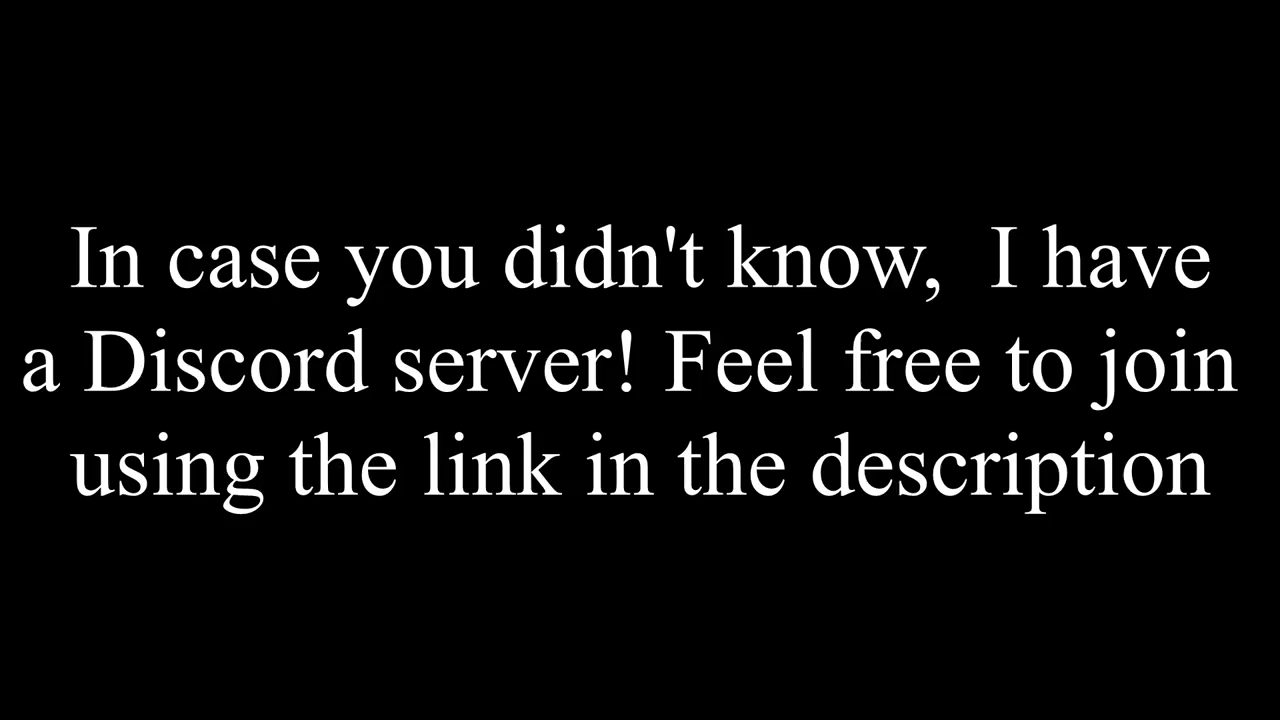 In case you didn't know,  I have
a Discord server! Feel free to join
using the link in the description